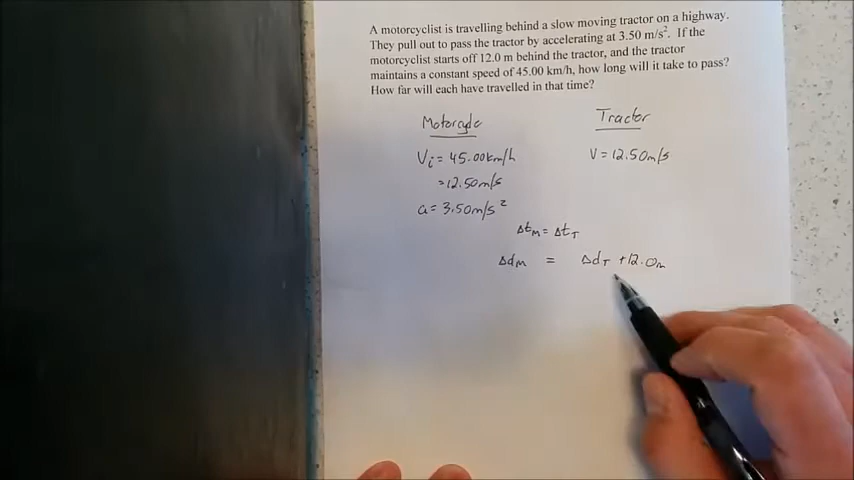 A motorcyclist is travelling behind a slow moving tractor on a highway.
They pull out to pass the tractor by accelerating at 3.50 m/s². If the
motorcyclist starts off 12.0 m behind the tractor, and the tractor
maintains a constant speed of 45.00 km/h, how long will it take to pass?
How far will each have travelled in that time?
Motorcycle Tractor
Vi = 45.00km/h V = 12.50m/s
= 12.50m/s
a = 3.50m/s²
ΔtM = ΔtT
ΔdM = ΔdT + 12.0m